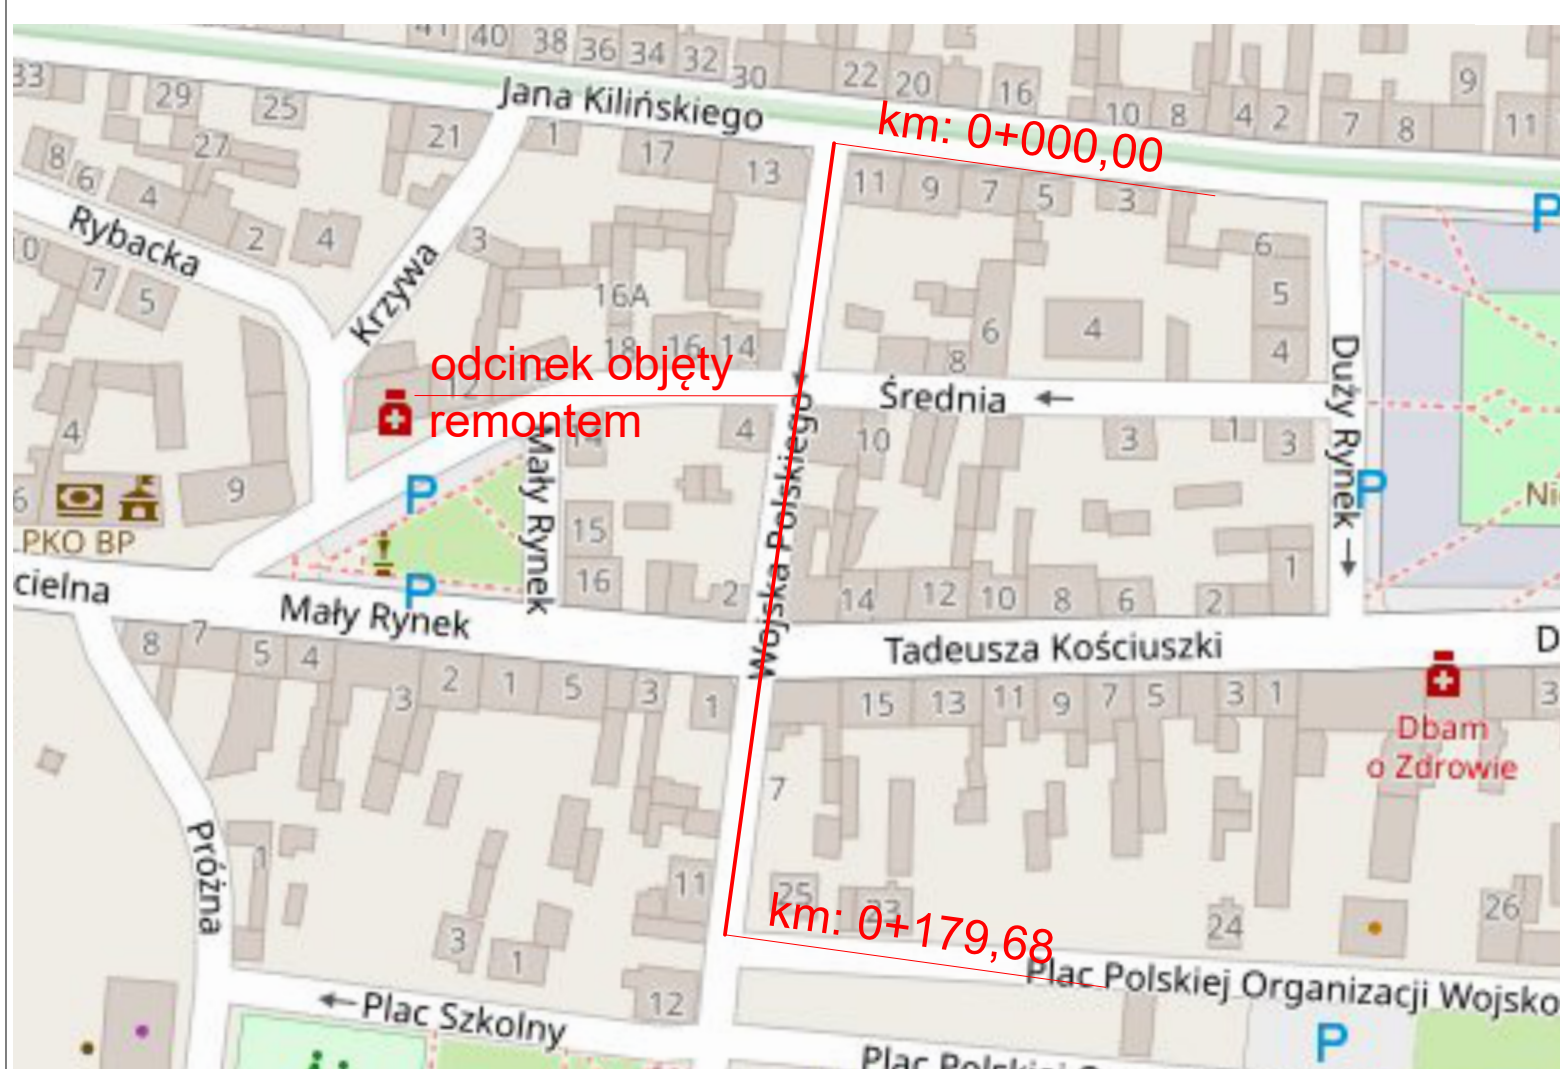 41 40 38 36 34 32 30 22 20 16 10 8 4 2 7 8 9 11
33 29 25 21 27 1 17 13 11 9 7 5 3
Jana Kilińskiego
km: 0+000,00
P
8 6 4 2 4 3 6
Rybacka
Krzywa
0 7 5 16A 5
18 16 14 6 4 8 4
odcinek objęty
12
remontem
Średnia
Duży Rynek
4 14 4 10 3 1 3
Mały Rynek
Wojska Polskiego
P
P
6 9 15
Ni
PKO BP
16 2 14 12 10 8 6 2 1
P
cielna
Mały Rynek
Tadeusza Kościuszki
D
8 7 5 4 3 2 1 5 3 1 15 13 11 9 7 5 3 1 3
Dbam
o Zdrowie
7
Próżna
1 11 25 23 24 26
km: 0+179,68
3 1 12
Plac Polskiej Organizacji Wojsko
Plac Szkolny
P
Plac Polskiej O